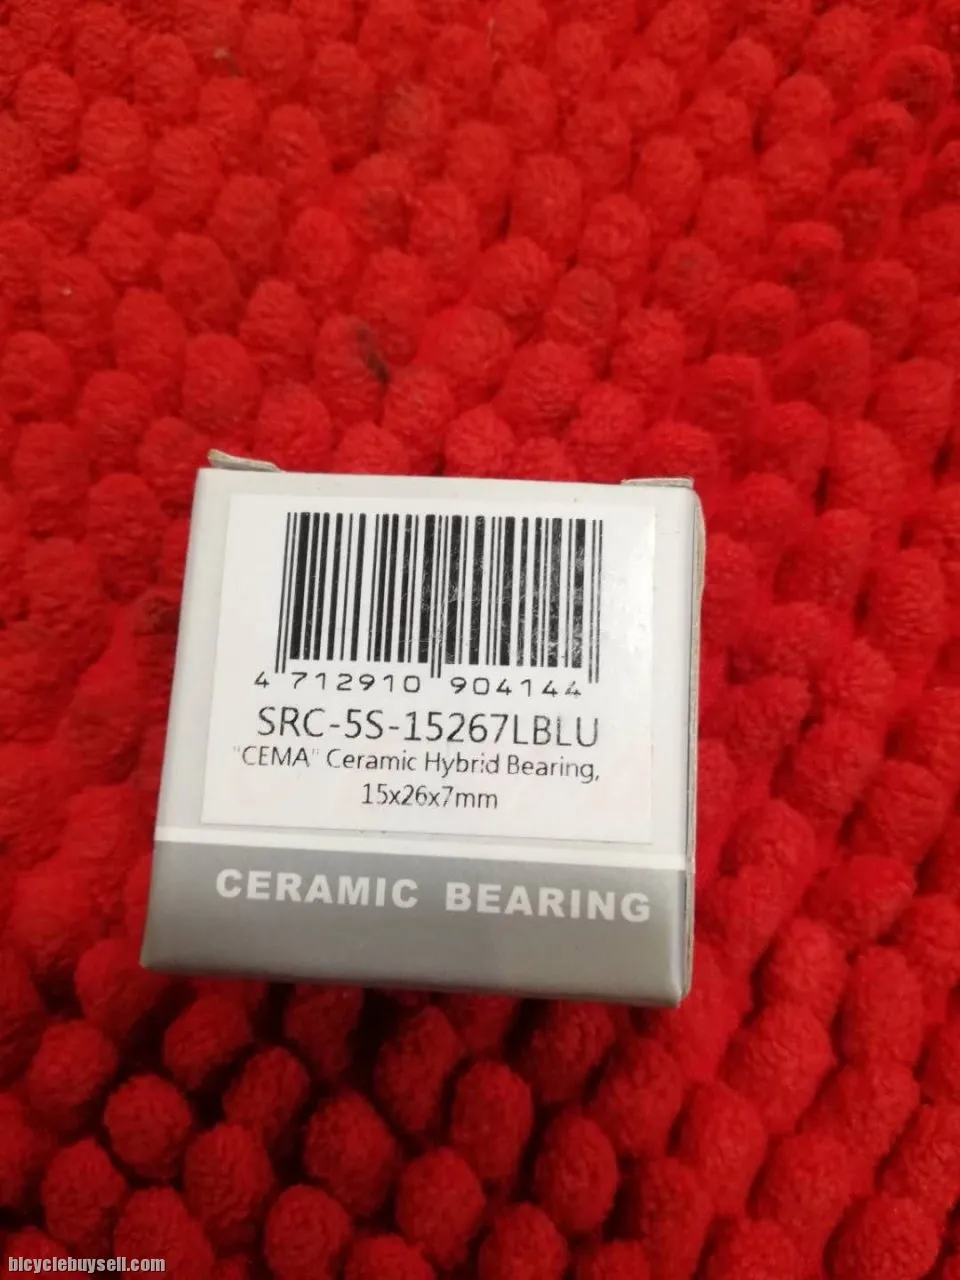 4 712910 904144
SRC-5S-15267LBLU
"CEMA" Ceramic Hybrid Bearing,
15x26x7mm
CERAMIC BEARING
bicyclebuysell.com